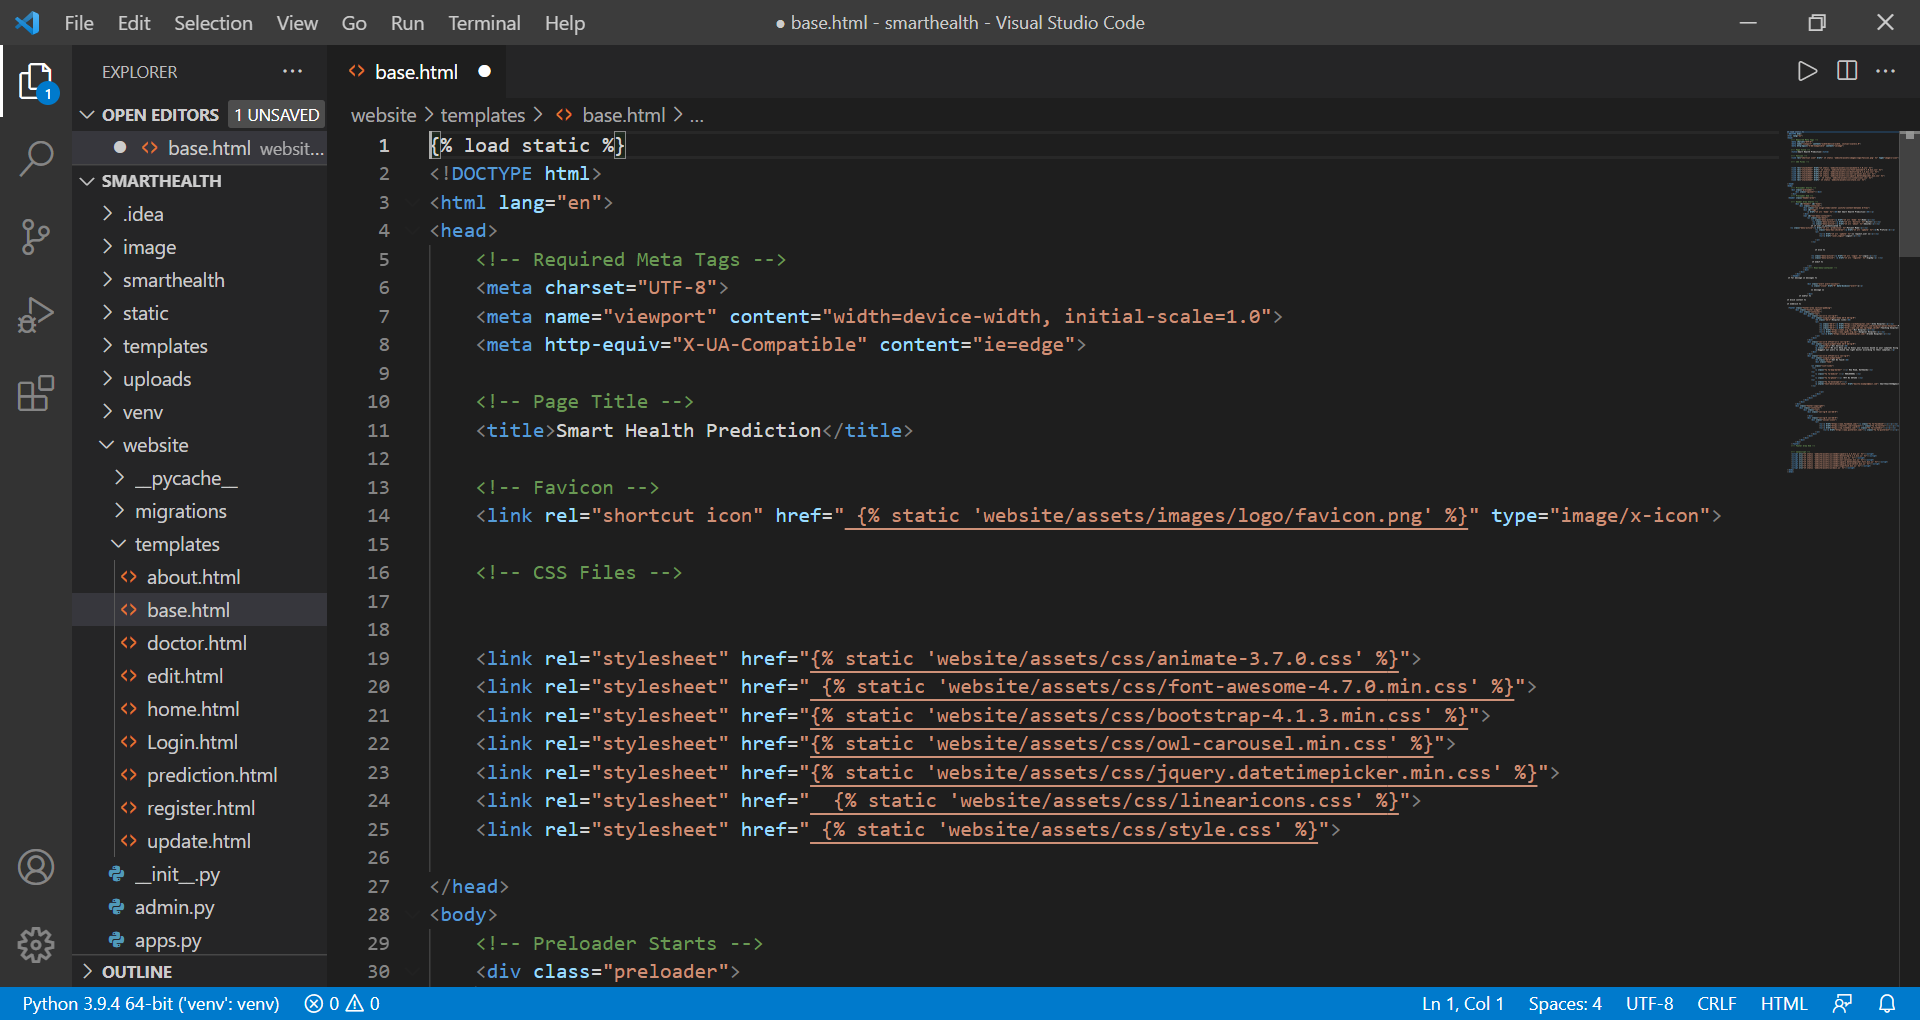 File Edit Selection View Go Run Terminal Help
● base.html - smarthealth - Visual Studio Code
1
EXPLORER
OPEN EDITORS 1 UNSAVED
base.html websit...
SMARTHEALTH
.idea
image
smarthealth
static
templates
uploads
venv
website
__pycache__
migrations
templates
about.html
base.html
doctor.html
edit.html
home.html
Login.html
prediction.html
register.html
update.html
__init__.py
admin.py
apps.py
OUTLINE
base.html
website > templates > base.html > ...
1 {% load static %}
2 <!DOCTYPE html>
3 <html lang="en">
4 <head>
5     <!-- Required Meta Tags -->
6     <meta charset="UTF-8">
7     <meta name="viewport" content="width=device-width, initial-scale=1.0">
8     <meta http-equiv="X-UA-Compatible" content="ie=edge">
9
10     <!-- Page Title -->
11     <title>Smart Health Prediction</title>
12
13     <!-- Favicon -->
14     <link rel="shortcut icon" href=" {% static 'website/assets/images/logo/favicon.png' %}" type="image/x-icon">
15
16     <!-- CSS Files -->
17
18
19     <link rel="stylesheet" href="{% static 'website/assets/css/animate-3.7.0.css' %}">
20     <link rel="stylesheet" href=" {% static 'website/assets/css/font-awesome-4.7.0.min.css' %}">
21     <link rel="stylesheet" href="{% static 'website/assets/css/bootstrap-4.1.3.min.css' %}">
22     <link rel="stylesheet" href="{% static 'website/assets/css/owl-carousel.min.css' %}">
23     <link rel="stylesheet" href="{% static 'website/assets/css/jquery.datetimepicker.min.css' %}">
24     <link rel="stylesheet" href="  {% static 'website/assets/css/linearicons.css' %}">
25     <link rel="stylesheet" href=" {% static 'website/assets/css/style.css' %}">
26
27 </head>
28 <body>
29     <!-- Preloader Starts -->
30     <div class="preloader">
Python 3.9.4 64-bit ('venv': venv) 0 0
Ln 1, Col 1 Spaces: 4 UTF-8 CRLF HTML